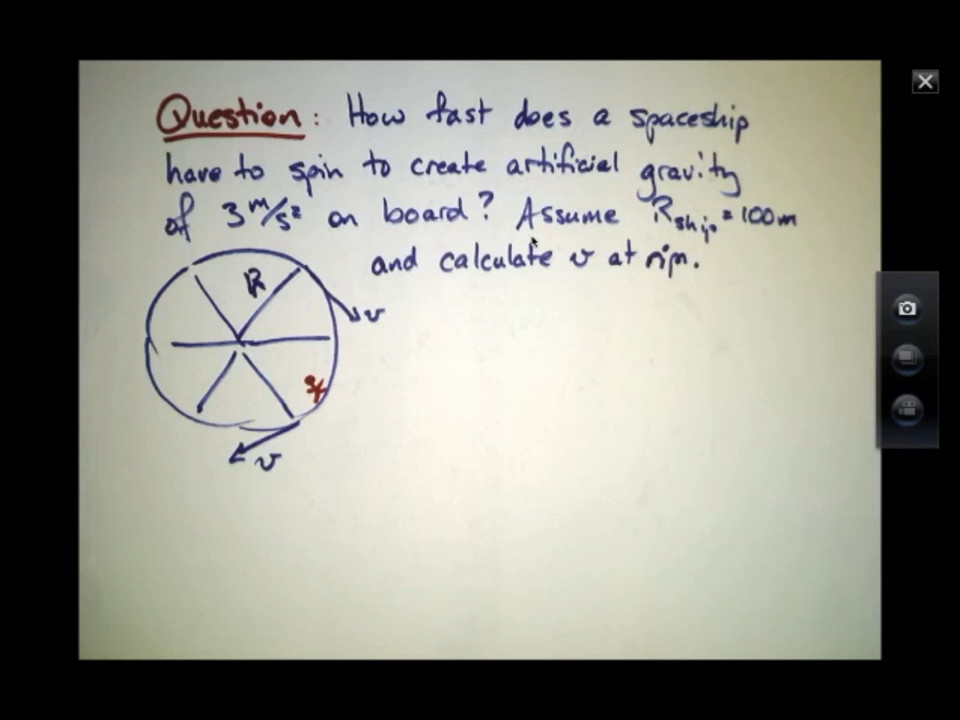 Question: How fast does a spaceship
have to spin to create artificial gravity
of 3 m/s² on board? Assume R_ship = 100m
and calculate v at rim.
R
v
v